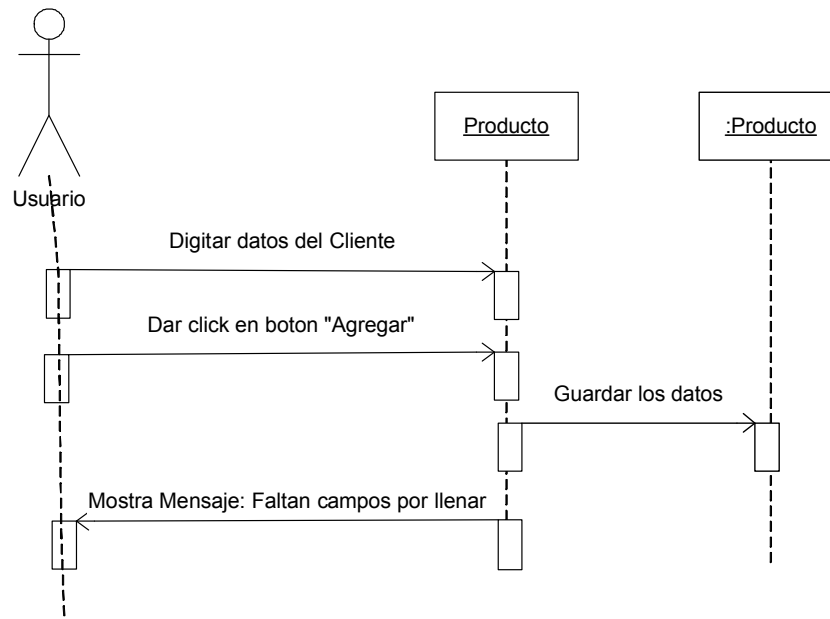 Producto
:Producto
Usuario
Digitar datos del Cliente
Dar click en boton "Agregar"
Guardar los datos
Mostra Mensaje: Faltan campos por llenar